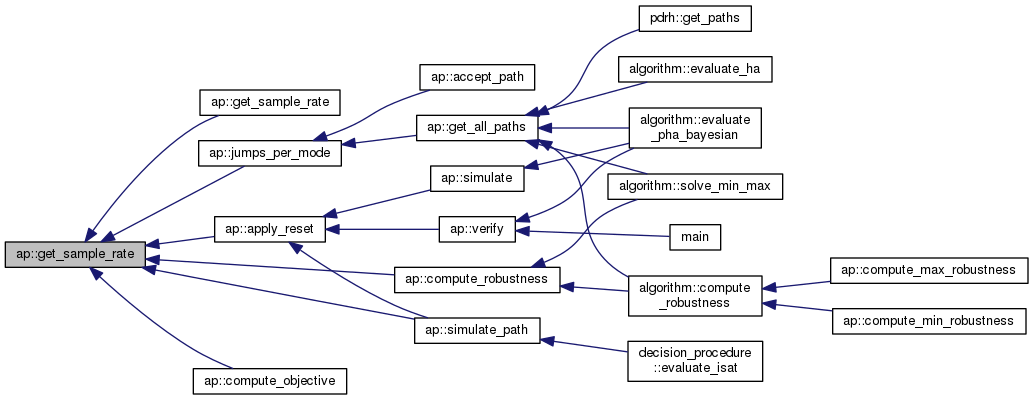 pdrh::get_paths
algorithm::evaluate_ha
ap::accept_path
ap::get_sample_rate
ap::get_all_paths
algorithm::evaluate
_pha_bayesian
ap::jumps_per_mode
ap::simulate
algorithm::solve_min_max
ap::apply_reset
ap::verify
main
ap::get_sample_rate
ap::compute_robustness
algorithm::compute
_robustness
ap::compute_max_robustness
ap::compute_min_robustness
ap::simulate_path
decision_procedure
::evaluate_isat
ap::compute_objective